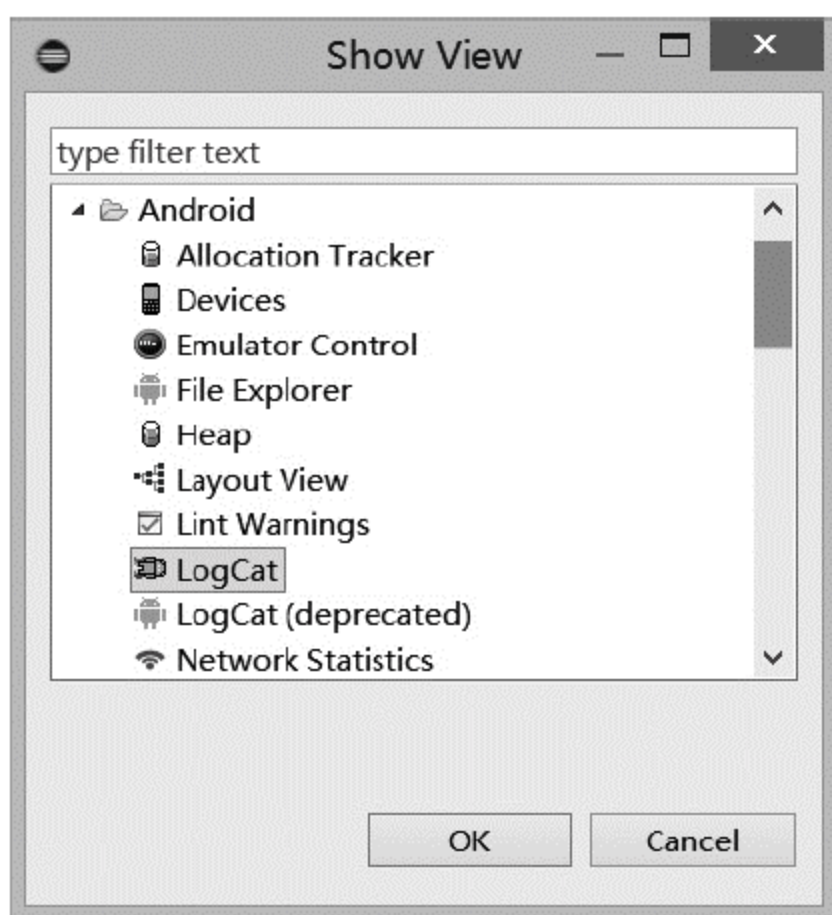 Show View
type filter text
Android
Allocation Tracker
Devices
Emulator Control
File Explorer
Heap
Layout View
Lint Warnings
LogCat
LogCat (deprecated)
Network Statistics
OK Cancel